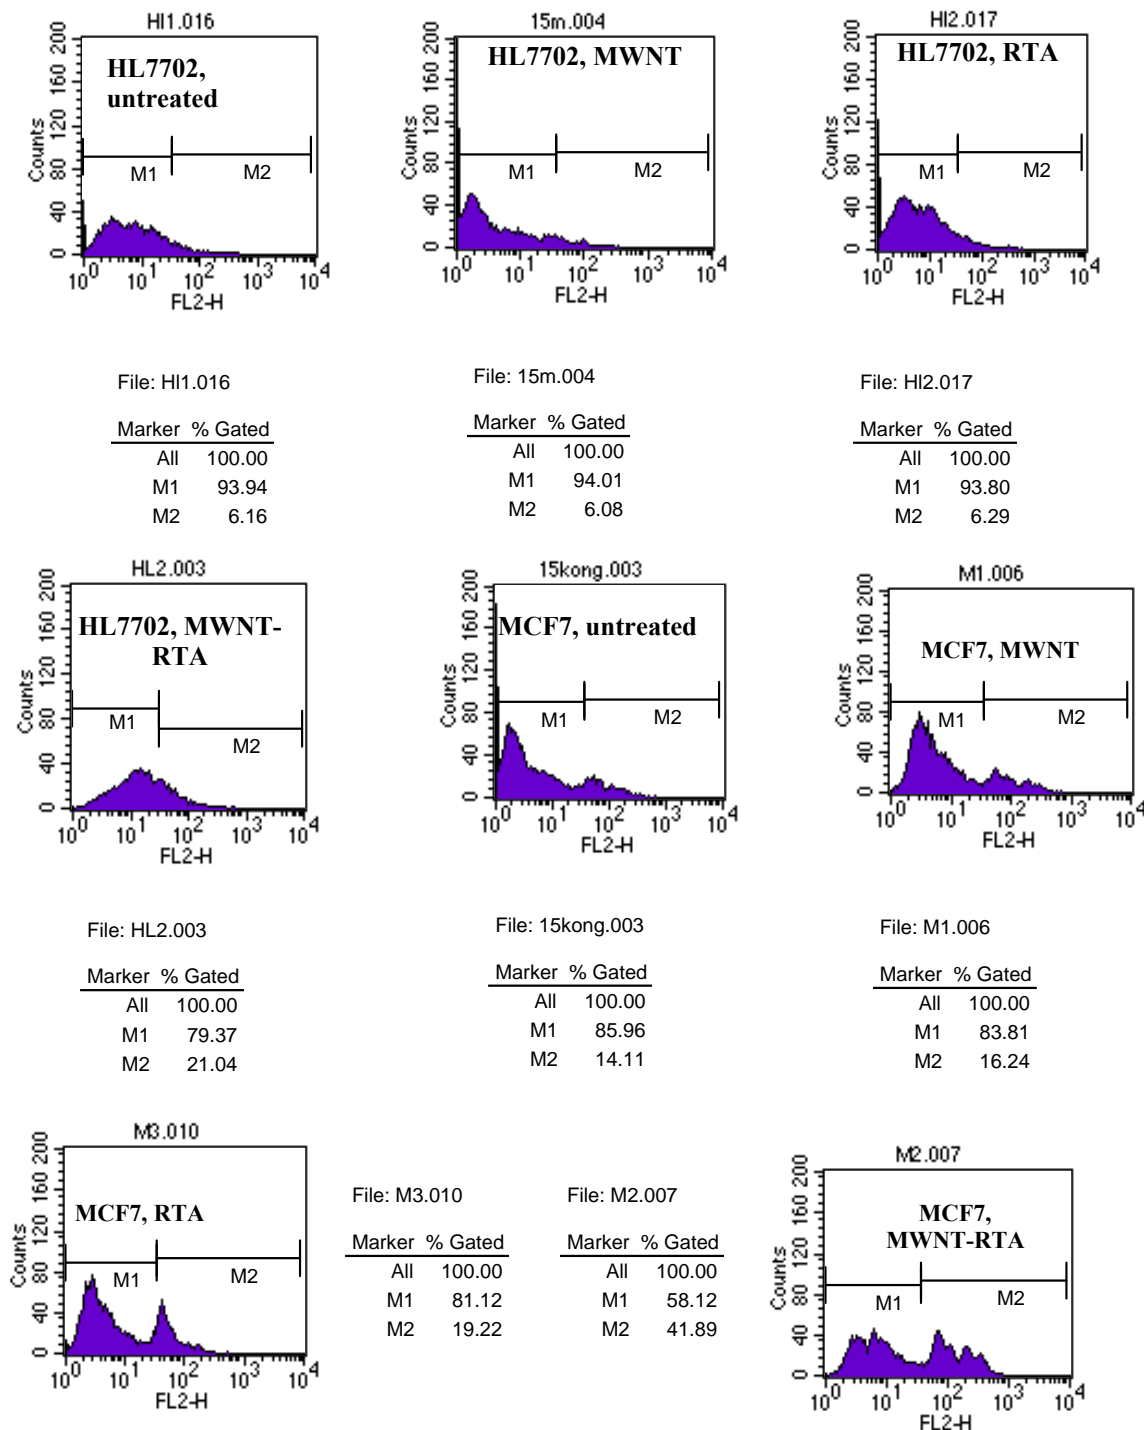 HI1.016
HL7702,
untreated
M1 M2
Counts
0 40 80 120 160 200
10^0 10^1 10^2 10^3 10^4
FL2-H
15m.004
HL7702, MWNT
M1 M2
Counts
0 40 80 120 160 200
10^0 10^1 10^2 10^3 10^4
FL2-H
HI2.017
HL7702, RTA
M1 M2
Counts
0 40 80 120 160 200
10^0 10^1 10^2 10^3 10^4
FL2-H
File: HI1.016
Marker % Gated
All 100.00
M1 93.94
M2 6.16
File: 15m.004
Marker % Gated
All 100.00
M1 94.01
M2 6.08
File: HI2.017
Marker % Gated
All 100.00
M1 93.80
M2 6.29
HL2.003
HL7702, MWNT-
RTA
M1 M2
Counts
0 40 80 120 160 200
10^0 10^1 10^2 10^3 10^4
FL2-H
15kong.003
MCF7, untreated
M1 M2
Counts
0 40 80 120 160 200
10^0 10^1 10^2 10^3 10^4
FL2-H
M1.006
MCF7, MWNT
M1 M2
Counts
0 40 80 120 160 200
10^0 10^1 10^2 10^3 10^4
FL2-H
File: HL2.003
Marker % Gated
All 100.00
M1 79.37
M2 21.04
File: 15kong.003
Marker % Gated
All 100.00
M1 85.96
M2 14.11
File: M1.006
Marker % Gated
All 100.00
M1 83.81
M2 16.24
M3.010
MCF7, RTA
M1 M2
Counts
0 40 80 120 160 200
10^0 10^1 10^2 10^3 10^4
FL2-H
File: M3.010
Marker % Gated
All 100.00
M1 81.12
M2 19.22
File: M2.007
Marker % Gated
All 100.00
M1 58.12
M2 41.89
M2.007
MCF7,
MWNT-RTA
M1 M2
Counts
0 40 80 120 160 200
10^0 10^1 10^2 10^3 10^4
FL2-H